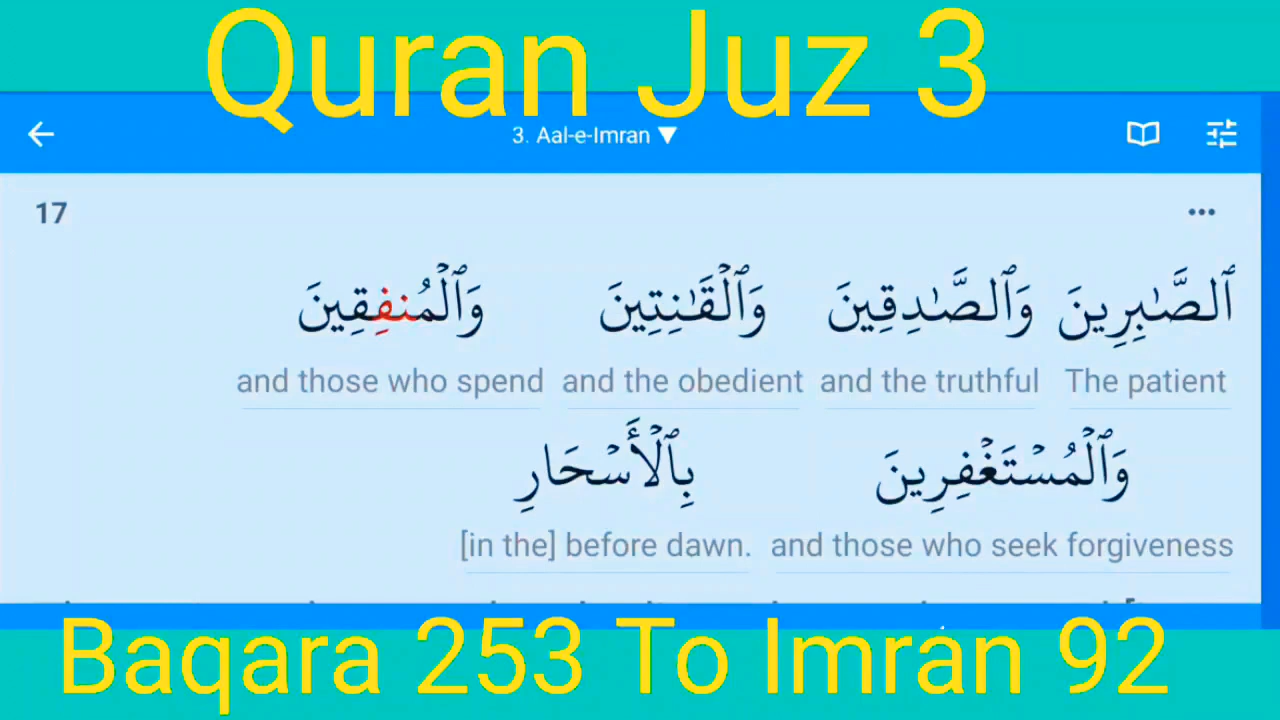 Quran Juz 3
3. Aal-e-Imran ▼
17
ٱلصَّـٰبِرِينَ وَٱلصَّـٰدِقِينَ وَٱلْقَـٰنِتِينَ وَٱلْمُنفِقِينَ
The patient and the truthful and the obedient and those who spend
وَٱلْمُسْتَغْفِرِينَ بِٱلْأَسْحَارِ
and those who seek forgiveness [in the] before dawn.
Baqara 253 To Imran 92